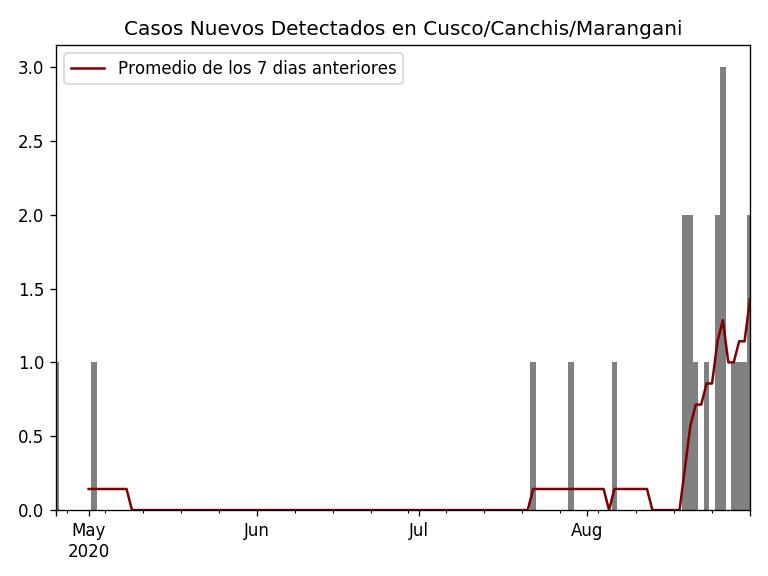 Casos Nuevos Detectados en Cusco/Canchis/Marangani
Promedio de los 7 dias anteriores
3.0
2.5
2.0
1.5
1.0
0.5
0.0
May Jun Jul Aug
2020